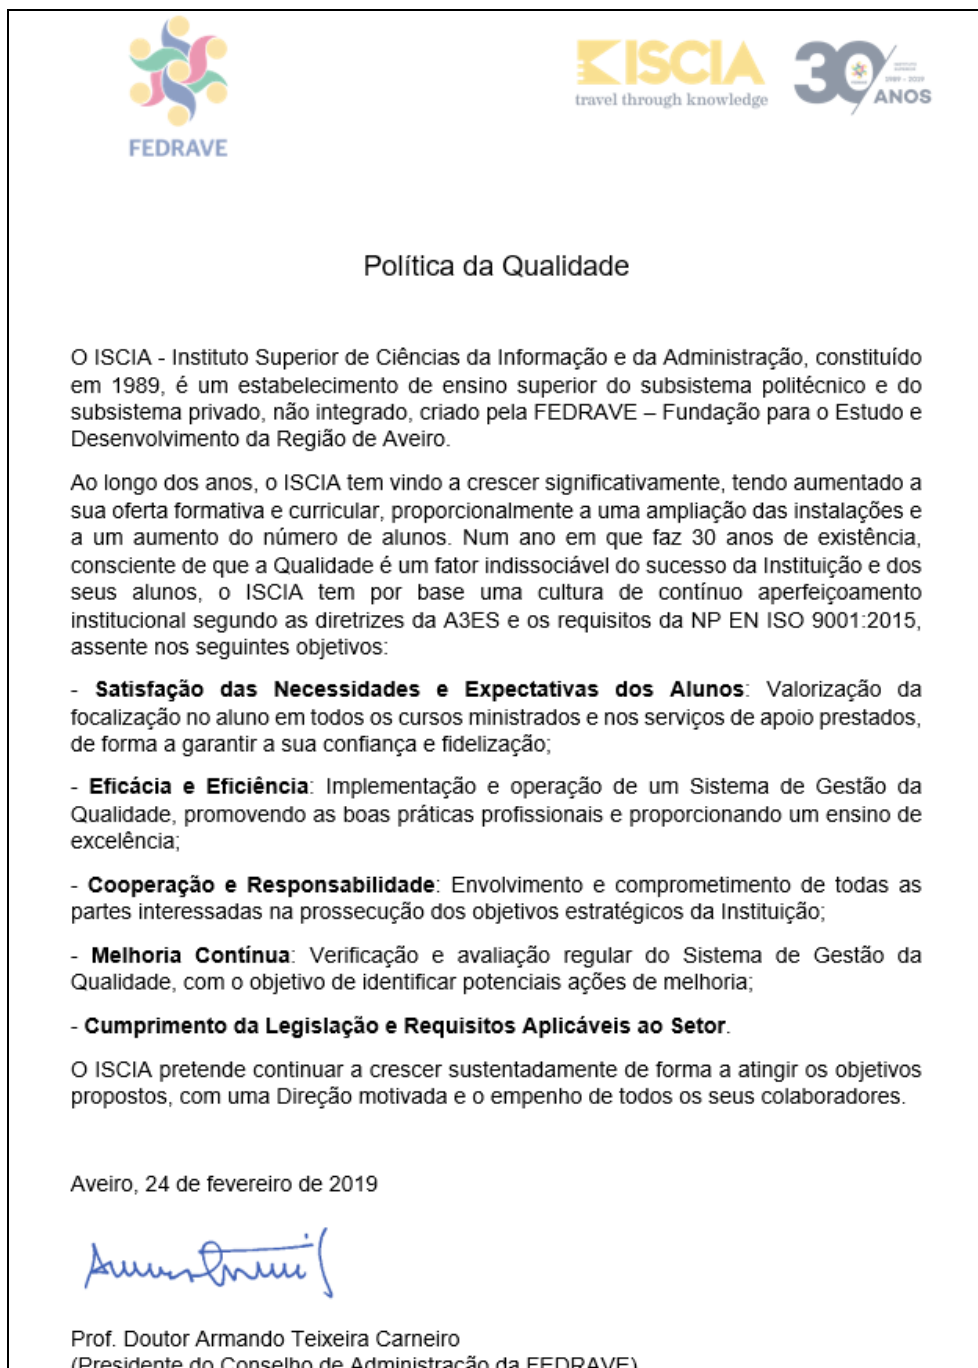 FEDRAVE
ISCIA
travel through knowledge
30
1989 - 2019
ANOS
Política da Qualidade
O ISCIA - Instituto Superior de Ciências da Informação e da Administração, constituído
em 1989, é um estabelecimento de ensino superior do subsistema politécnico e do
subsistema privado, não integrado, criado pela FEDRAVE – Fundação para o Estudo e
Desenvolvimento da Região de Aveiro.
Ao longo dos anos, o ISCIA tem vindo a crescer significativamente, tendo aumentado a
sua oferta formativa e curricular, proporcionalmente a uma ampliação das instalações e
a um aumento do número de alunos. Num ano em que faz 30 anos de existência,
consciente de que a Qualidade é um fator indissociável do sucesso da Instituição e dos
seus alunos, o ISCIA tem por base uma cultura de contínuo aperfeiçoamento
institucional segundo as diretrizes da A3ES e os requisitos da NP EN ISO 9001:2015,
assente nos seguintes objetivos:
- Satisfação das Necessidades e Expectativas dos Alunos: Valorização da
focalização no aluno em todos os cursos ministrados e nos serviços de apoio prestados,
de forma a garantir a sua confiança e fidelização;
- Eficácia e Eficiência: Implementação e operação de um Sistema de Gestão da
Qualidade, promovendo as boas práticas profissionais e proporcionando um ensino de
excelência;
- Cooperação e Responsabilidade: Envolvimento e comprometimento de todas as
partes interessadas na prossecução dos objetivos estratégicos da Instituição;
- Melhoria Contínua: Verificação e avaliação regular do Sistema de Gestão da
Qualidade, com o objetivo de identificar potenciais ações de melhoria;
- Cumprimento da Legislação e Requisitos Aplicáveis ao Setor.
O ISCIA pretende continuar a crescer sustentadamente de forma a atingir os objetivos
propostos, com uma Direção motivada e o empenho de todos os seus colaboradores.
Aveiro, 24 de fevereiro de 2019
Prof. Doutor Armando Teixeira Carneiro
(Presidente do Conselho de Administração da FEDRAVE)